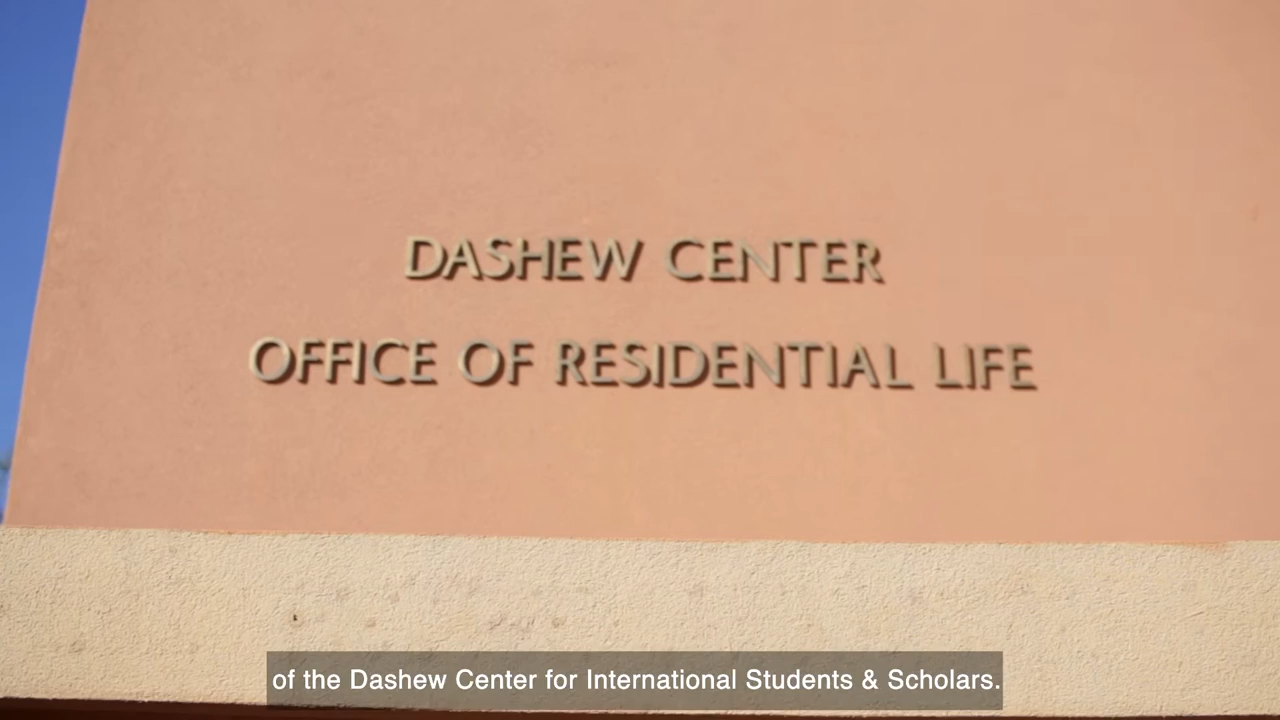 DASHEW CENTER
OFFICE OF RESIDENTIAL LIFE
of the Dashew Center for International Students & Scholars.